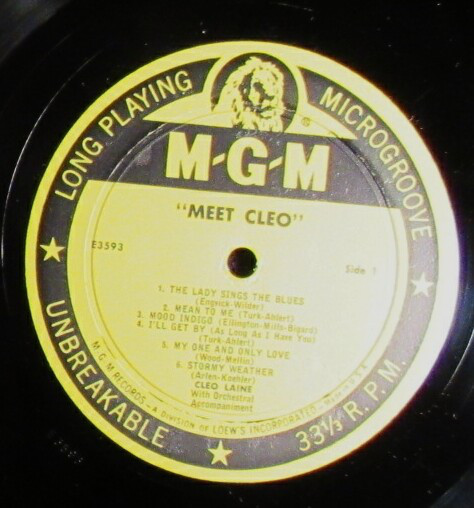 LONG PLAYING MICROGROOVE
M-G-M
"MEET CLEO"
E3593
Side 1
1. THE LADY SINGS THE BLUES
(Engvick-Wilder)
2. MEAN TO ME (Turk-Ahlert)
3. MOOD INDIGO (Ellington-Mills-Bigard)
4. I'LL GET BY (As Long As I Have You)
(Turk-Ahlert)
5. MY ONE AND ONLY LOVE
(Wood-Mellin)
6. STORMY WEATHER
(Arlen-Koehler)
CLEO LAINE
With Orchestral
Accompaniment
M. G. M RECORDS - A DIVISION OF LOEW'S INCORPORATED -
UNBREAKABLE
33⅓ R. P. M.